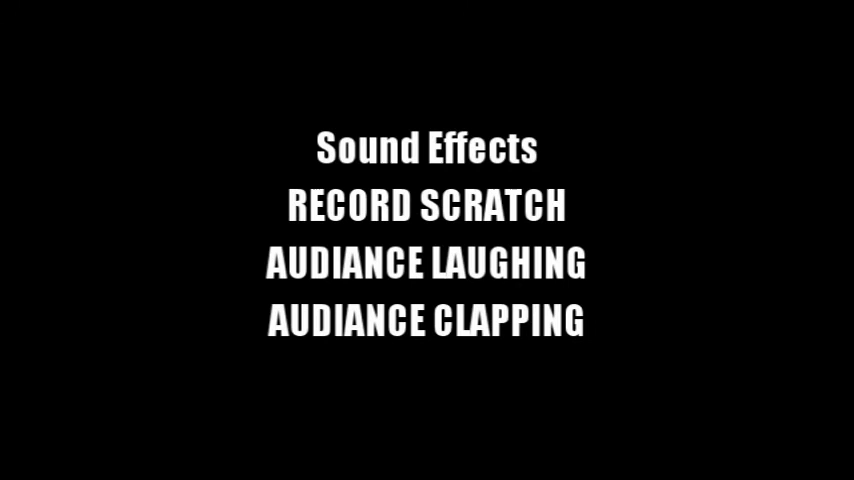 Sound Effects
RECORD SCRATCH
AUDIANCE LAUGHING
AUDIANCE CLAPPING